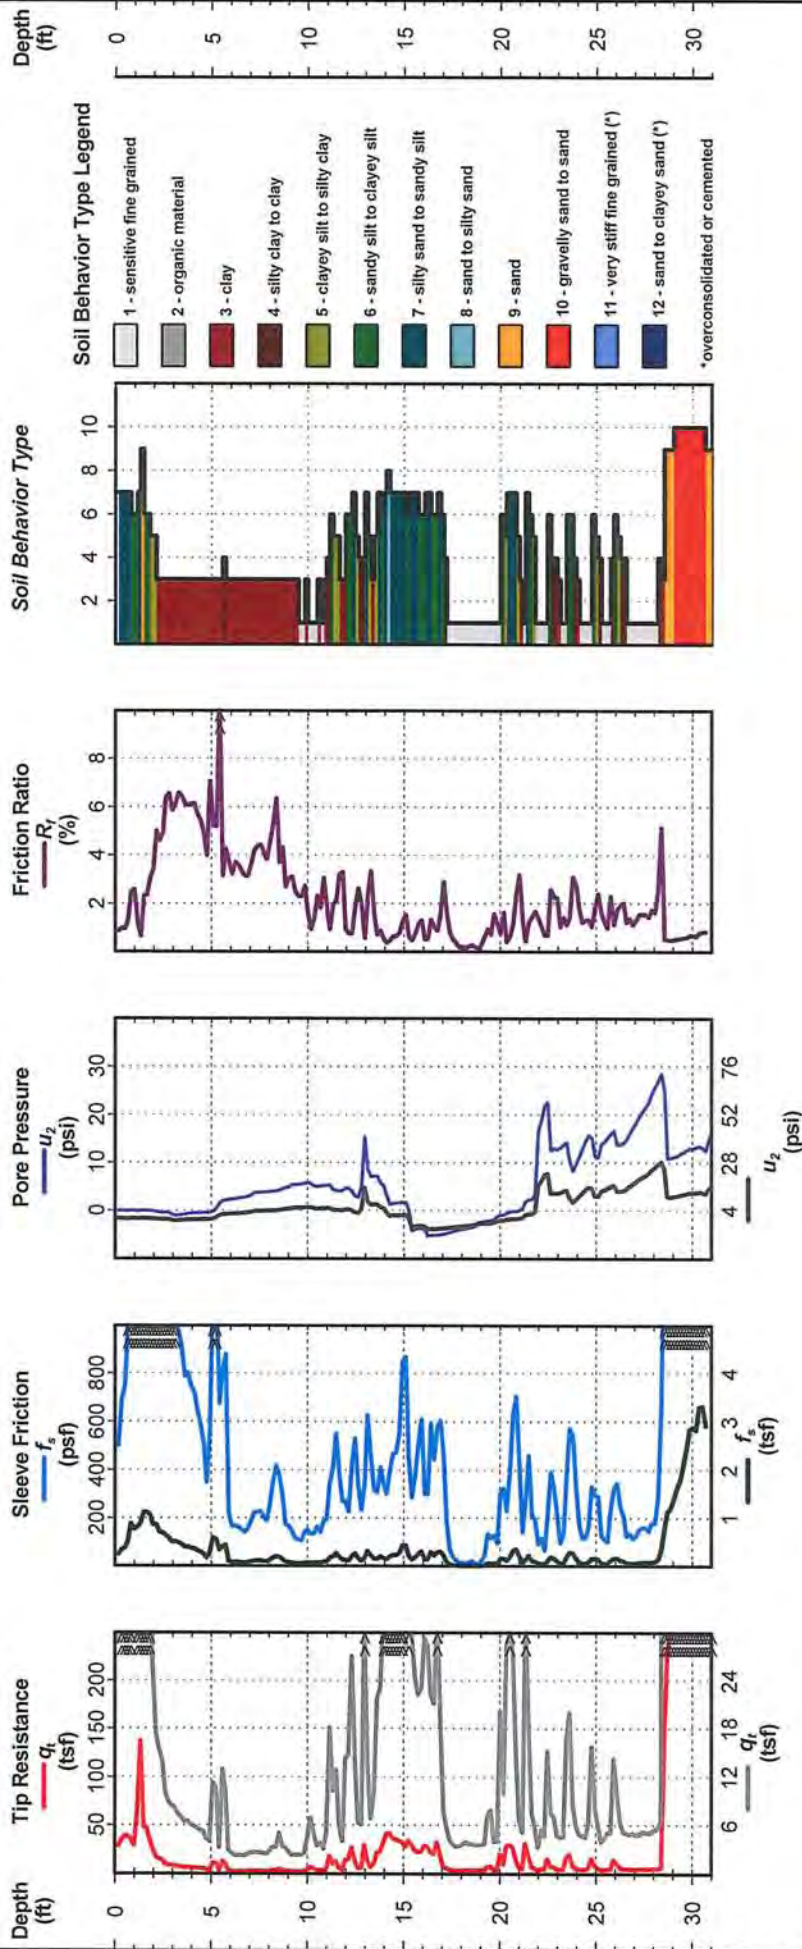 Depth
(ft)
0
5
10
15
20
25
30
Tip Resistance
qt
(tsf)
50
100
150
200
6
12
18
24
qt
(tsf)
Sleeve Friction
fs
(psf)
200
400
600
800
1
2
3
4
fs
(tsf)
Pore Pressure
u2
(psi)
0
10
20
30
4
28
52
76
u2
(psi)
Friction Ratio
Rf
(%)
2
4
6
8
Soil Behavior Type
2
4
6
8
10
Soil Behavior Type Legend
1 - sensitive fine grained
2 - organic material
3 - clay
4 - silty clay to clay
5 - clayey silt to silty clay
6 - sandy silt to clayey silt
7 - silty sand to sandy silt
8 - sand to silty sand
9 - sand
10 - gravelly sand to sand
11 - very stiff fine grained (*)
12 - sand to clayey sand (*)
*overconsolidated or cemented
Depth
(ft)
0
5
10
15
20
25
30